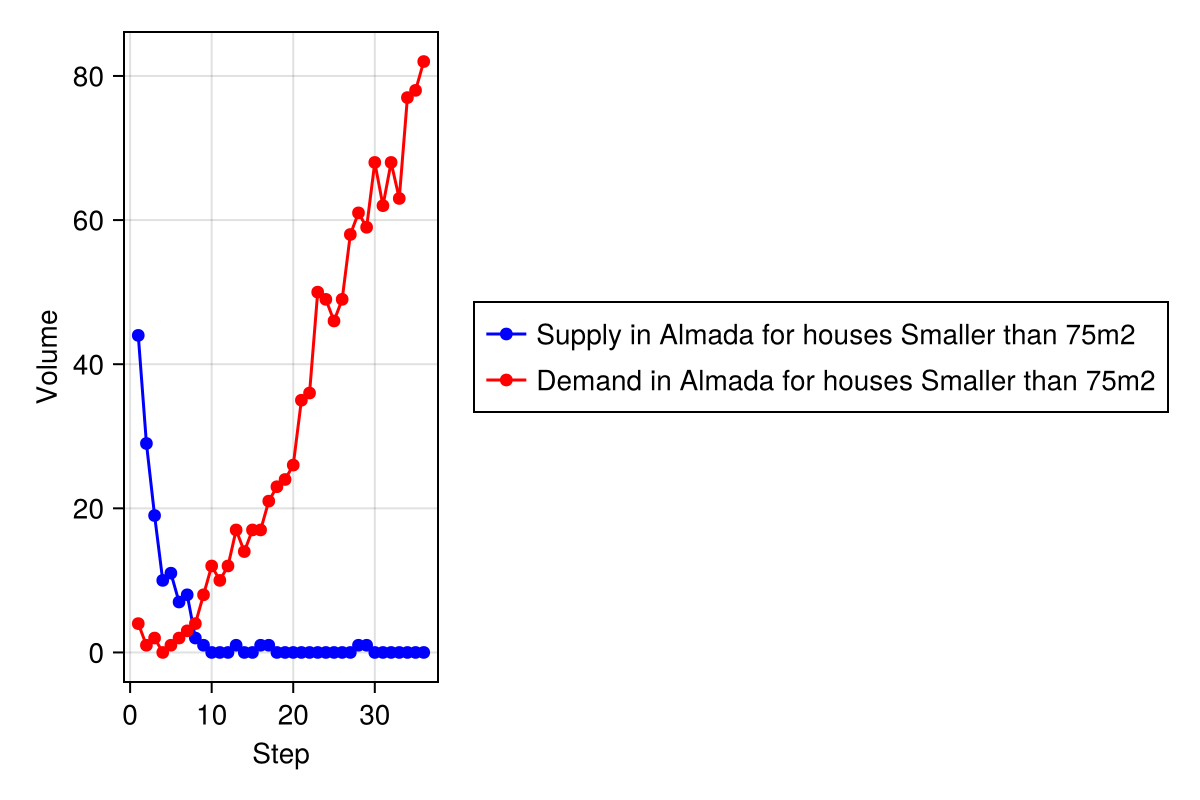 80
60
40
20
0
Volume
0 10 20 30
Step
Supply in Almada for houses Smaller than 75m2
Demand in Almada for houses Smaller than 75m2